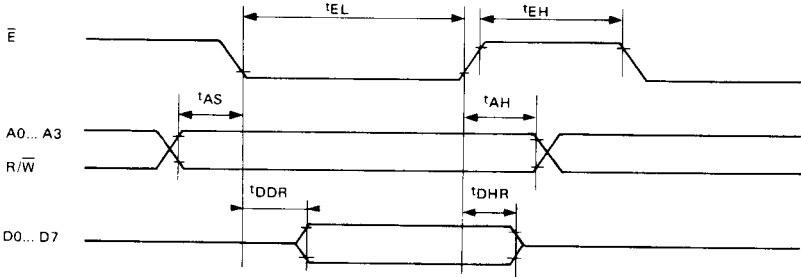 tEL
tEH
E̅
tAS
tAH
A0... A3
R/W̅
tDDR
tDHR
D0... D7